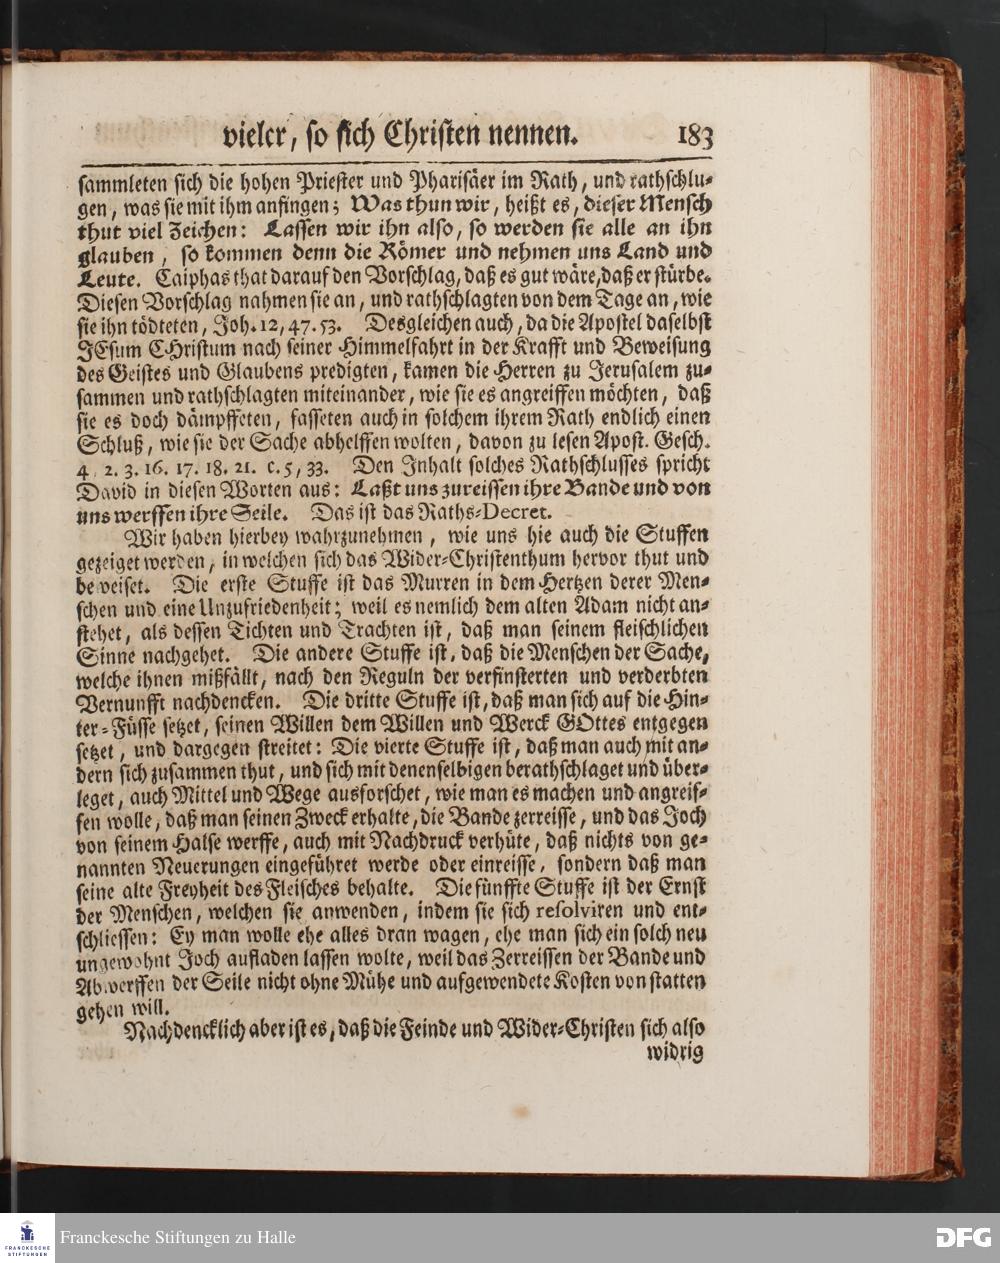 vieler, so sich Christen nennen. 183
sammleten sich die hohen Priester und Pharisäer im Rath, und rathschlu-
gen, was sie mit ihm anfingen; Was thun wir, heißt es, dieser Mensch
thut viel Zeichen: Lassen wir ihn also, so werden sie alle an ihn
glauben, so kommen denn die Römer und nehmen uns Land und
Leute. Caiphas that darauf den Vorschlag, daß es gut wäre, daß er stürbe.
Diesen Vorschlag nahmen sie an, und rathschlagten von dem Tage an, wie
sie ihn tödteten, Joh. 12, 47. 53. Desgleichen auch, da die Apostel daselbst
JEsum CHristum nach seiner Himmelfahrt in der Krafft und Beweisung
des Geistes und Glaubens predigten, kamen die Herren zu Jerusalem zu-
sammen und rathschlagten miteinander, wie sie es angreiffen möchten, daß
sie es doch dämpffeten, fasseten auch in solchem ihrem Rath endlich einen
Schluß, wie sie der Sache abhelffen wolten, davon zu lesen Apost. Gesch.
4, 2. 3. 16. 17. 18. 21. c. 5, 33. Den Inhalt solches Rathschlusses spricht
David in diesen Worten aus: Laßt uns zureissen ihre Bande und von
uns werffen ihre Seile. Das ist das Raths-Decret.
Wir haben hierbey wahrzunehmen, wie uns hie auch die Stuffen
gezeiget werden, in welchen sich das Wider-Christenthum hervor thut und
beweiset. Die erste Stuffe ist das Murren in dem Hertzen derer Men-
schen und eine Unzufriedenheit; weil es nemlich dem alten Adam nicht an-
stehet, als dessen Tichten und Trachten ist, daß man seinem fleischlichen
Sinne nachgehet. Die andere Stuffe ist, daß die Menschen der Sache,
welche ihnen mißfällt, nach den Reguln der verfinsterten und verderbten
Vernunfft nachdencken. Die dritte Stuffe ist, daß man sich auf die Hin-
ter-Füsse setzet, seinen Willen dem Willen und Werck GOttes entgegen
setzet, und dargegen streitet: Die vierte Stuffe ist, daß man auch mit an-
dern sich zusammen thut, und sich mit denenselbigen berathschlaget und über-
leget, auch Mittel und Wege ausforschet, wie man es machen und angreif-
fen wolle, daß man seinen Zweck erhalte, die Bande zerreisse, und das Joch
von seinem Halse werffe, auch mit Nachdruck verhüte, daß nichts von ge-
nannten Neuerungen eingeführet werde oder einreisse, sondern daß man
seine alte Freyheit des Fleisches behalte. Die fünffte Stuffe ist der Ernst
der Menschen, welchen sie anwenden, indem sie sich resolviren und ent-
schliessen: Ey man wolle ehe alles dran wagen, ehe man sich ein solch neu
ungewohnt Joch aufladen lassen wolte, weil das Zerreissen der Bande und
Abwerffen der Seile nicht ohne Mühe und aufgewendete Kosten von statten
gehen will.
Nachdencklich aber ist es, daß die Feinde und Wider-Christen sich also
widrig
FRANCKESCHE
STIFTUNGEN
Franckesche Stiftungen zu Halle
DFG